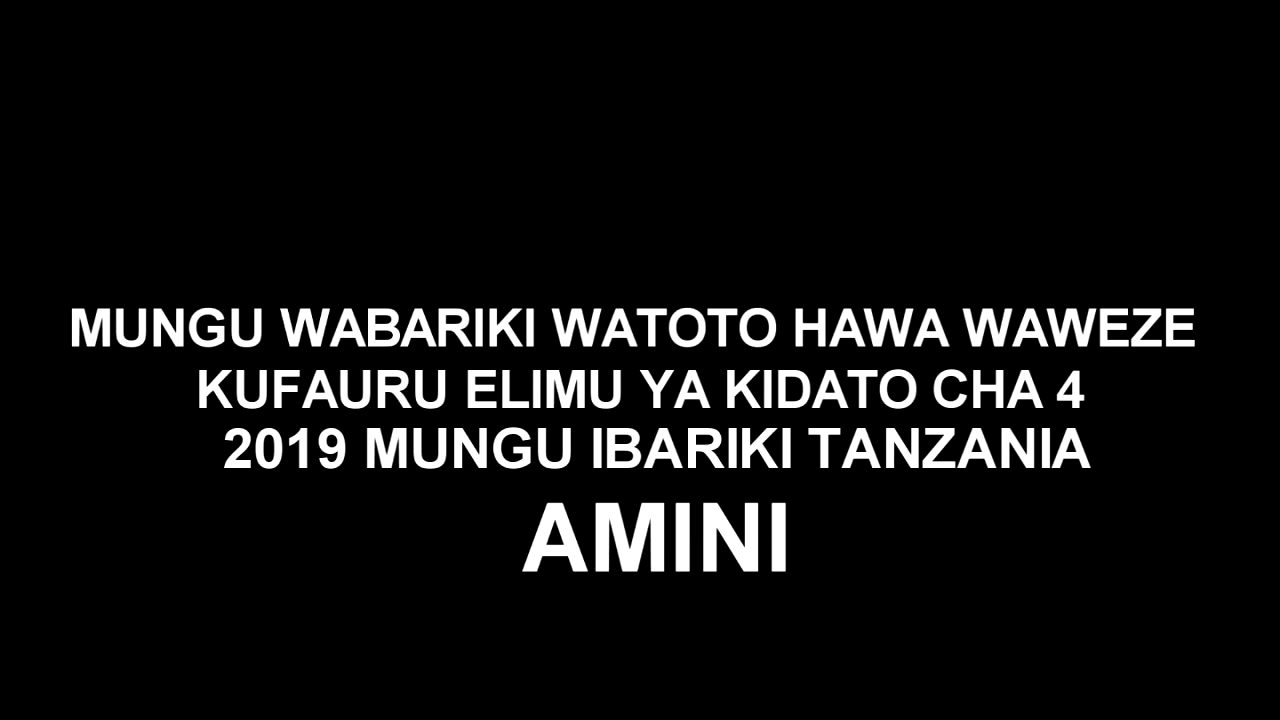 MUNGU WABARIKI WATOTO HAWA WAWEZE
KUFAURU ELIMU YA KIDATO CHA 4
2019 MUNGU IBARIKI TANZANIA
AMINI